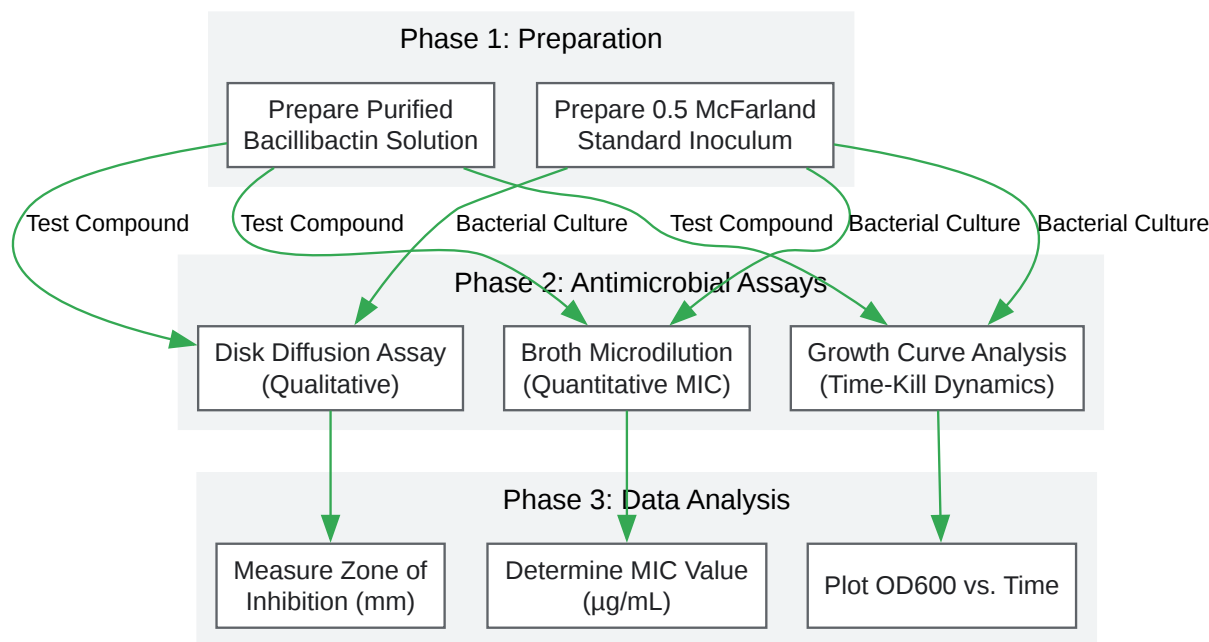 Phase 1: Preparation
Prepare Purified
Bacillibactin Solution
Prepare 0.5 McFarland
Standard Inoculum
Test Compound
Test Compound
Bacterial Culture
Test Compound
Bacterial Culture
Bacterial Culture
Phase 2: Antimicrobial Assays
Disk Diffusion Assay
(Qualitative)
Broth Microdilution
(Quantitative MIC)
Growth Curve Analysis
(Time-Kill Dynamics)
Phase 3: Data Analysis
Measure Zone of
Inhibition (mm)
Determine MIC Value
(µg/mL)
Plot OD600 vs. Time